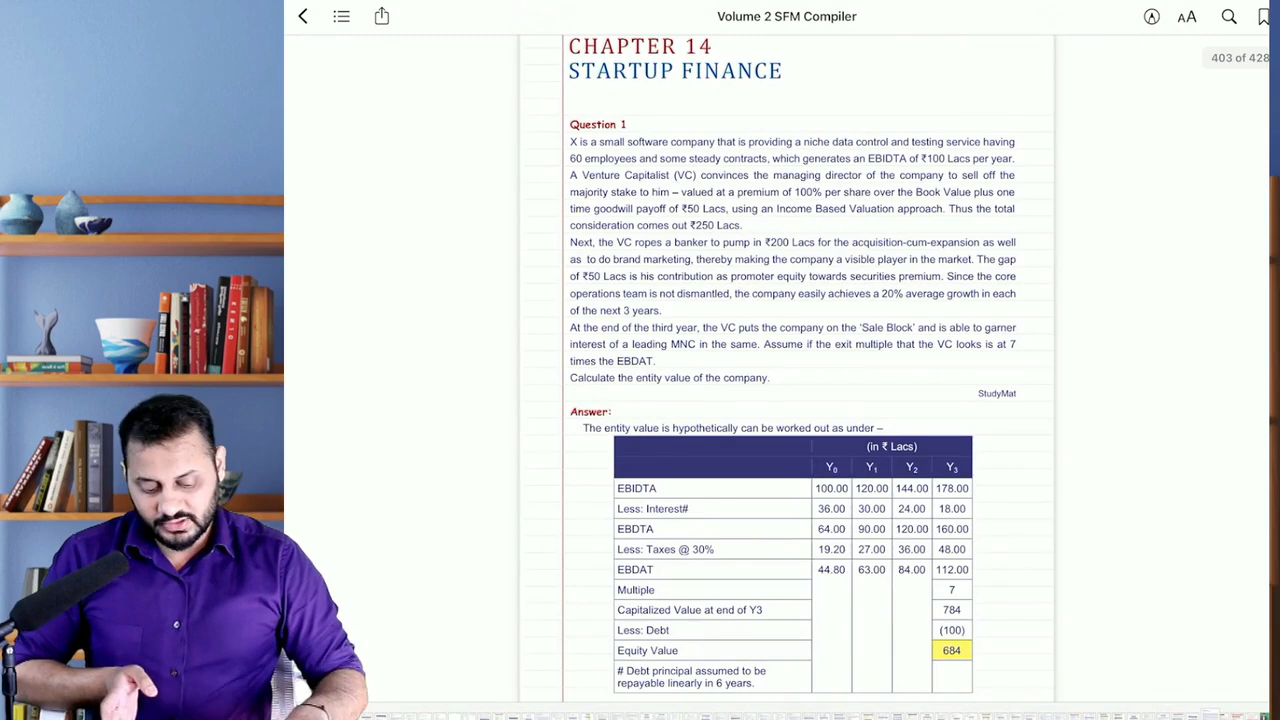 Volume 2 SFM Compiler
AA
403 of 428
CHAPTER 14
STARTUP FINANCE
Question 1
X is a small software company that is providing a niche data control and testing service having
60 employees and some steady contracts, which generates an EBIDTA of ₹100 Lacs per year.
A Venture Capitalist (VC) convinces the managing director of the company to sell off the
majority stake to him – valued at a premium of 100% per share over the Book Value plus one
time goodwill payoff of ₹50 Lacs, using an Income Based Valuation approach. Thus the total
consideration comes out ₹250 Lacs.
Next, the VC ropes a banker to pump in ₹200 Lacs for the acquisition-cum-expansion as well
as to do brand marketing, thereby making the company a visible player in the market. The gap
of ₹50 Lacs is his contribution as promoter equity towards securities premium. Since the core
operations team is not dismantled, the company easily achieves a 20% average growth in each
of the next 3 years.
At the end of the third year, the VC puts the company on the ‘Sale Block’ and is able to garner
interest of a leading MNC in the same. Assume if the exit multiple that the VC looks is at 7
times the EBDAT.
Calculate the entity value of the company.
StudyMat
Answer:
The entity value is hypothetically can be worked out as under –
(in ₹ Lacs)
Y0 Y1 Y2 Y3
EBIDTA 100.00 120.00 144.00 178.00
Less: Interest# 36.00 30.00 24.00 18.00
EBDTA 64.00 90.00 120.00 160.00
Less: Taxes @ 30% 19.20 27.00 36.00 48.00
EBDAT 44.80 63.00 84.00 112.00
Multiple 7
Capitalized Value at end of Y3 784
Less: Debt (100)
Equity Value 684
# Debt principal assumed to be
repayable linearly in 6 years.